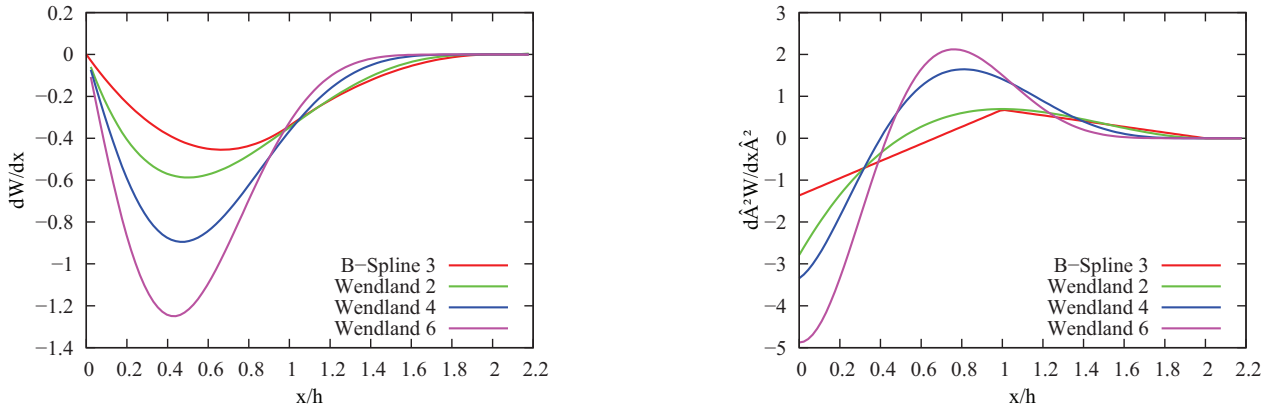 0.2
0
−0.2
−0.4
−0.6
−0.8
−1
−1.2
−1.4
dW/dx
0 0.2 0.4 0.6 0.8 1 1.2 1.4 1.6 1.8 2 2.2
x/h
B−Spline 3
Wendland 2
Wendland 4
Wendland 6
3
2
1
0
−1
−2
−3
−4
−5
dÂ²W/dxÂ²
0 0.2 0.4 0.6 0.8 1 1.2 1.4 1.6 1.8 2 2.2
x/h
B−Spline 3
Wendland 2
Wendland 4
Wendland 6